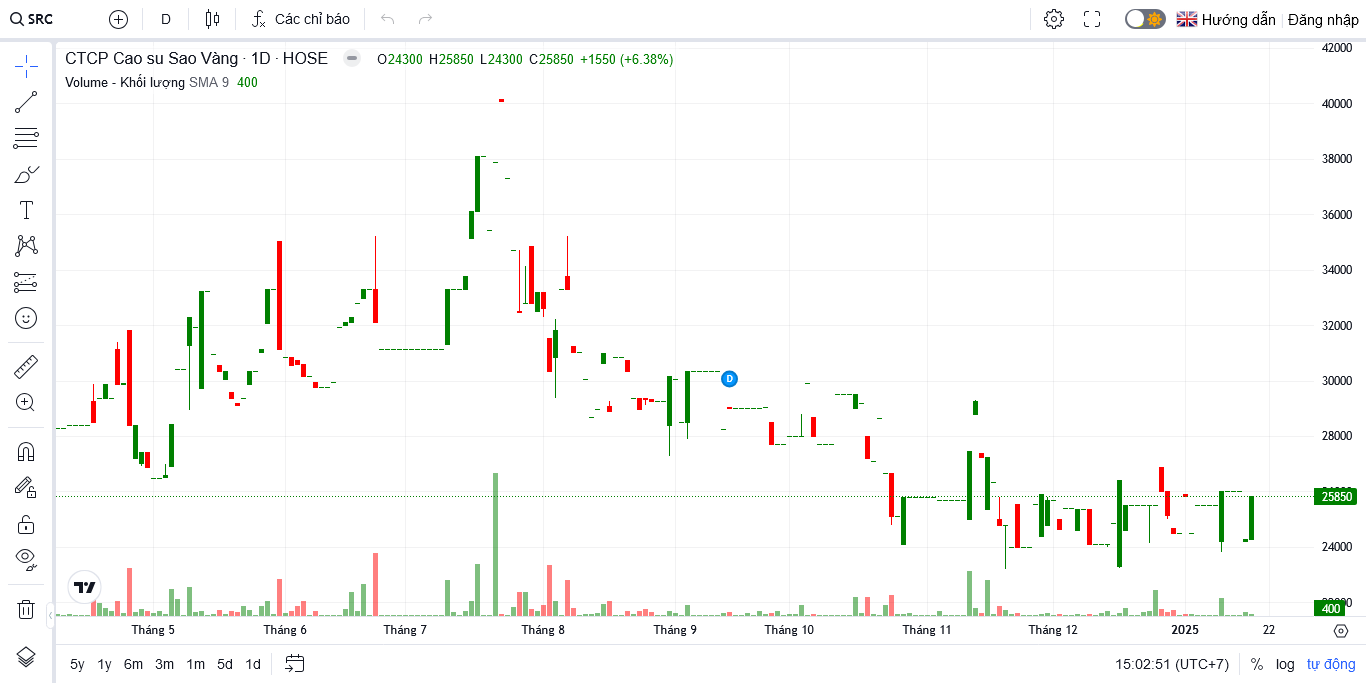 SRC D Các chỉ báo Hướng dẫn Đăng nhập
CTCP Cao su Sao Vàng · 1D · HOSE O24300 H25850 L24300 C25850 +1550 (+6.38%)
Volume - Khối lượng SMA 9 400
42000
40000
38000
36000
34000
32000
30000
28000
25850
24000
400
D
Tháng 5 Tháng 6 Tháng 7 Tháng 8 Tháng 9 Tháng 10 Tháng 11 Tháng 12 2025 22
5y 1y 6m 3m 1m 5d 1d 15:02:51 (UTC+7) % log tự động